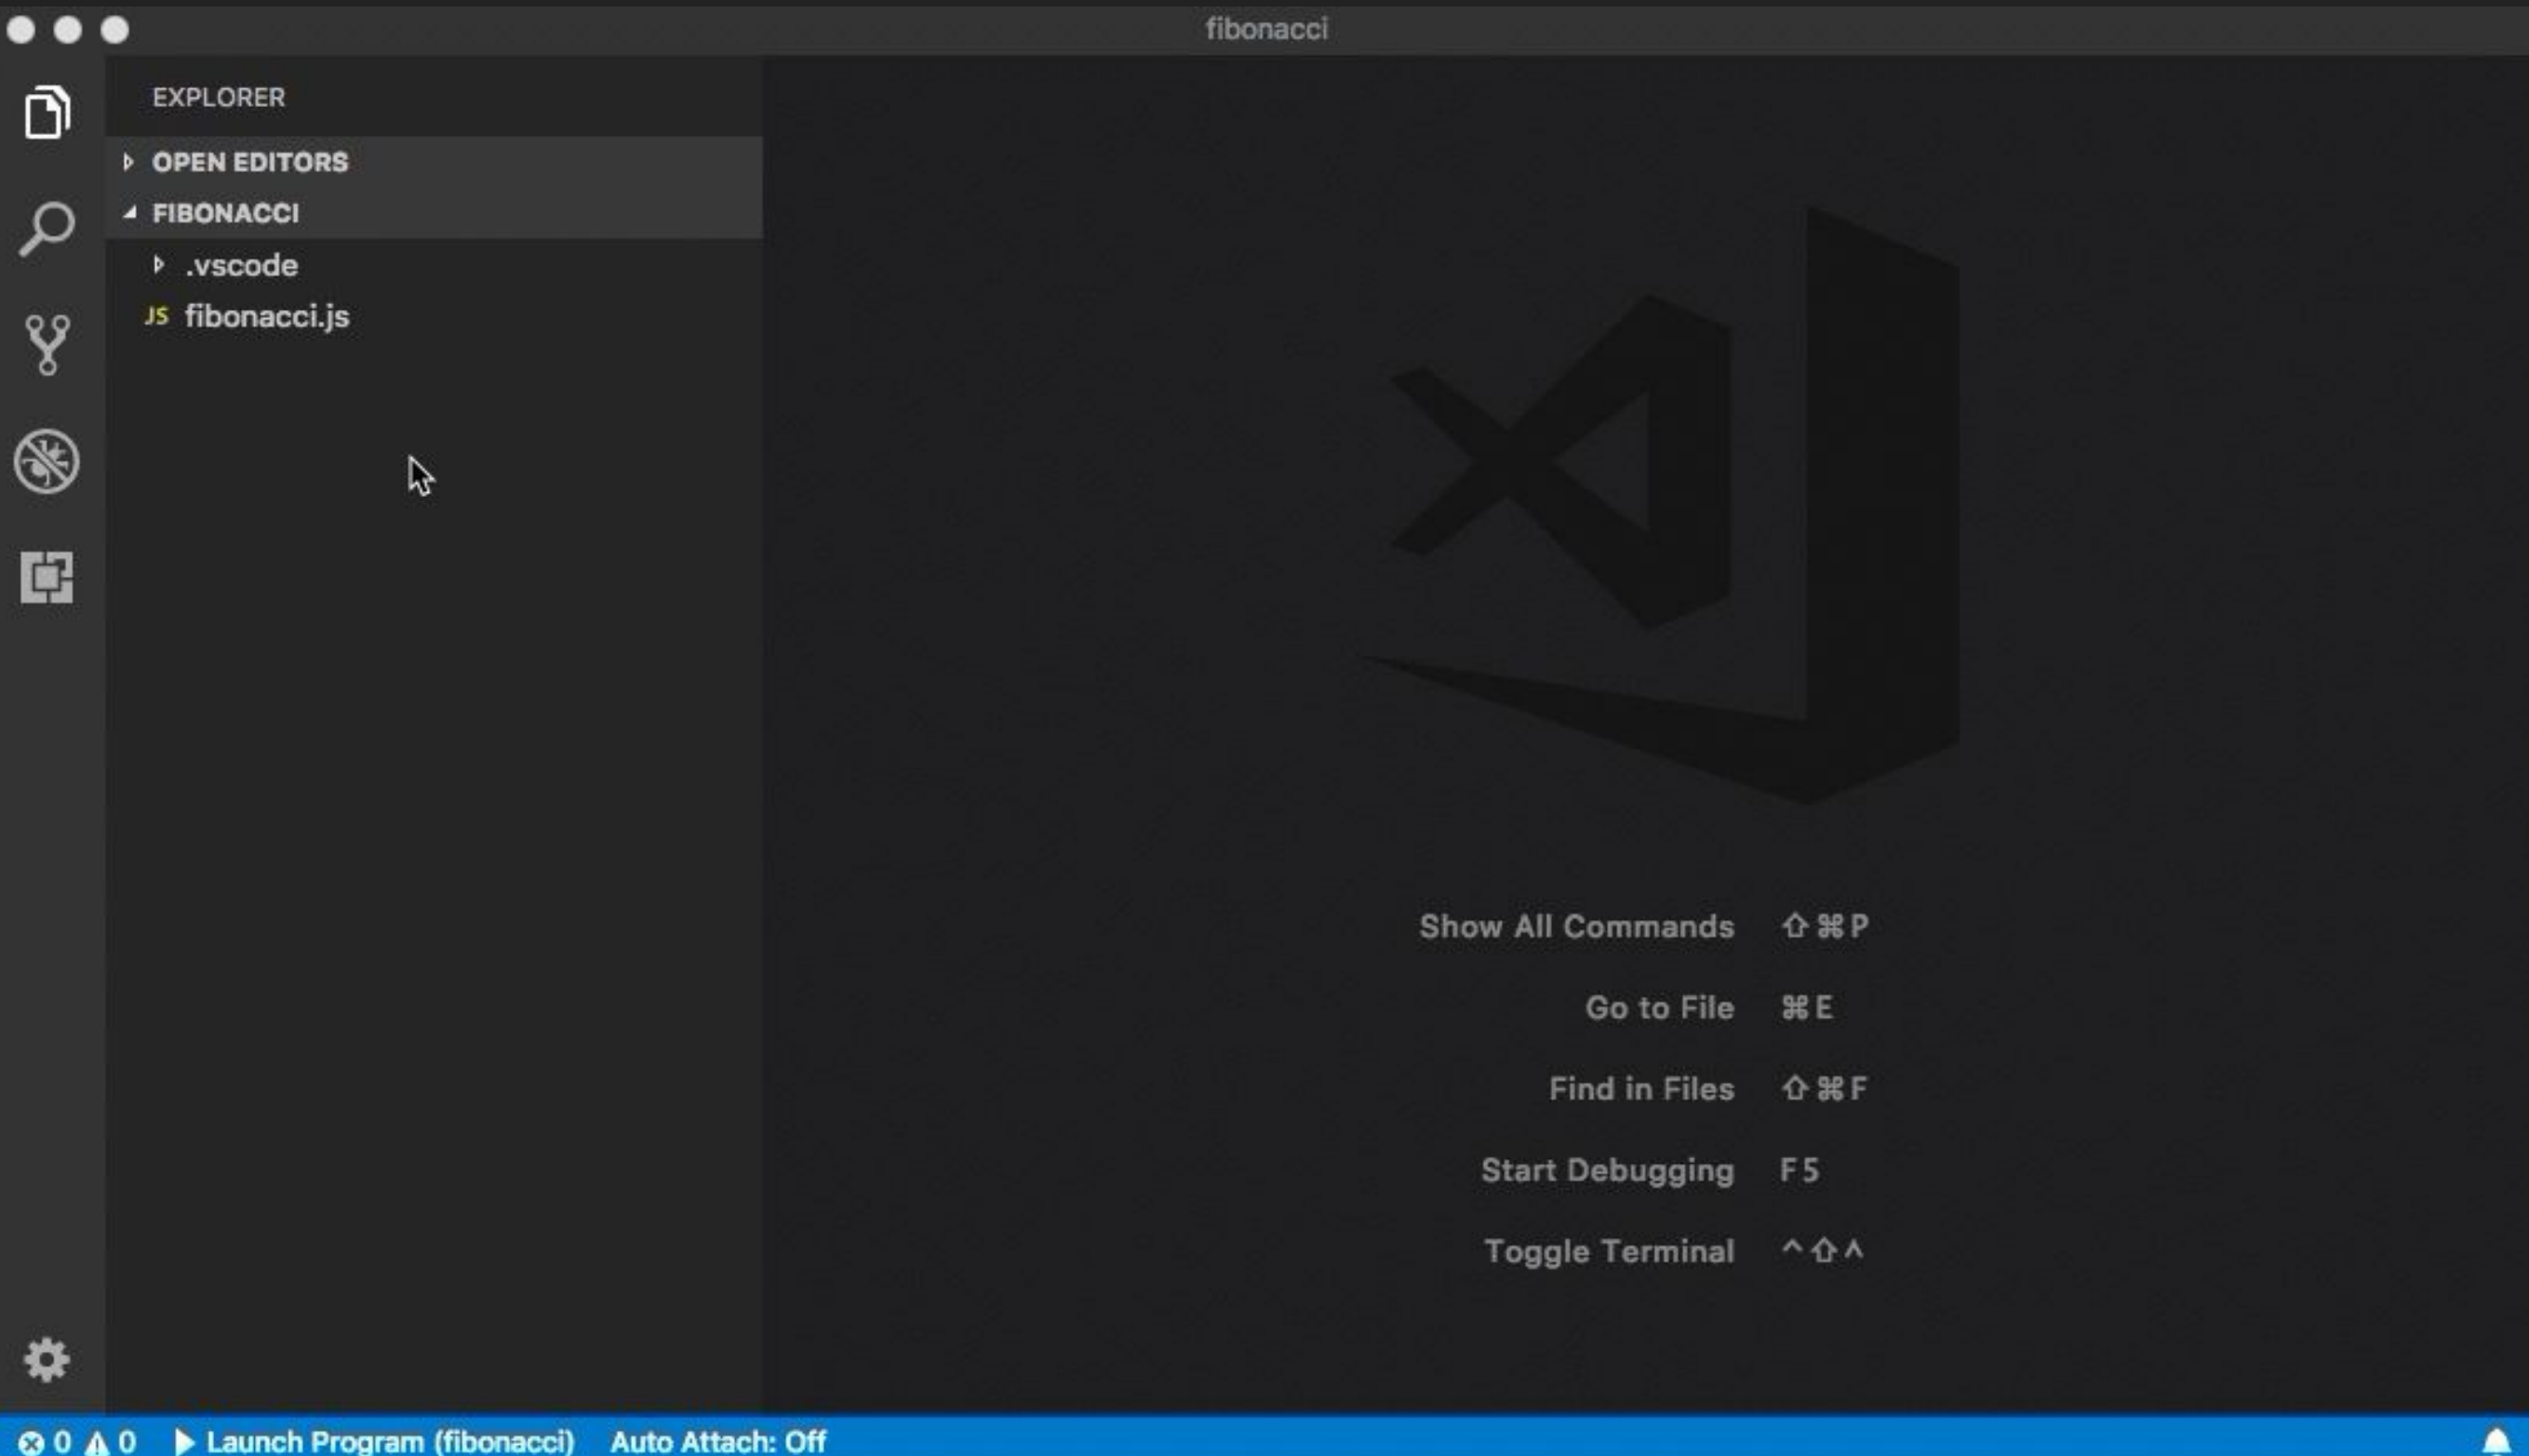 fibonacci
EXPLORER
OPEN EDITORS
FIBONACCI
.vscode
JS fibonacci.js
Show All Commands ⇧⌘P
Go to File ⌘E
Find in Files ⇧⌘F
Start Debugging F5
Toggle Terminal ^⇧^
0 0 Launch Program (fibonacci) Auto Attach: Off